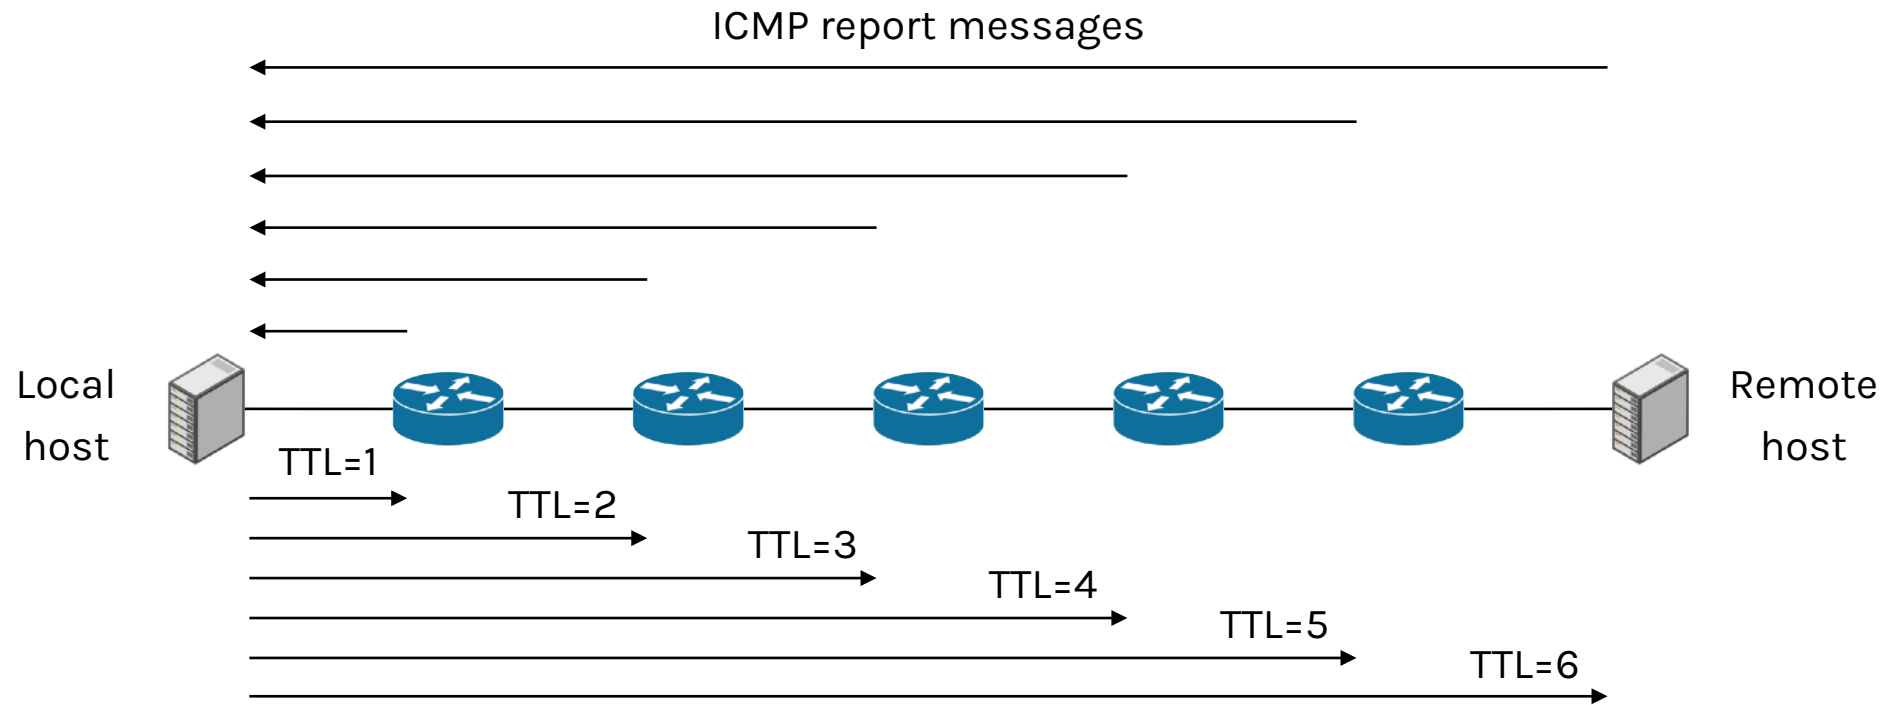 ICMP report messages
Local
host
Remote
host
TTL=1
TTL=2
TTL=3
TTL=4
TTL=5
TTL=6